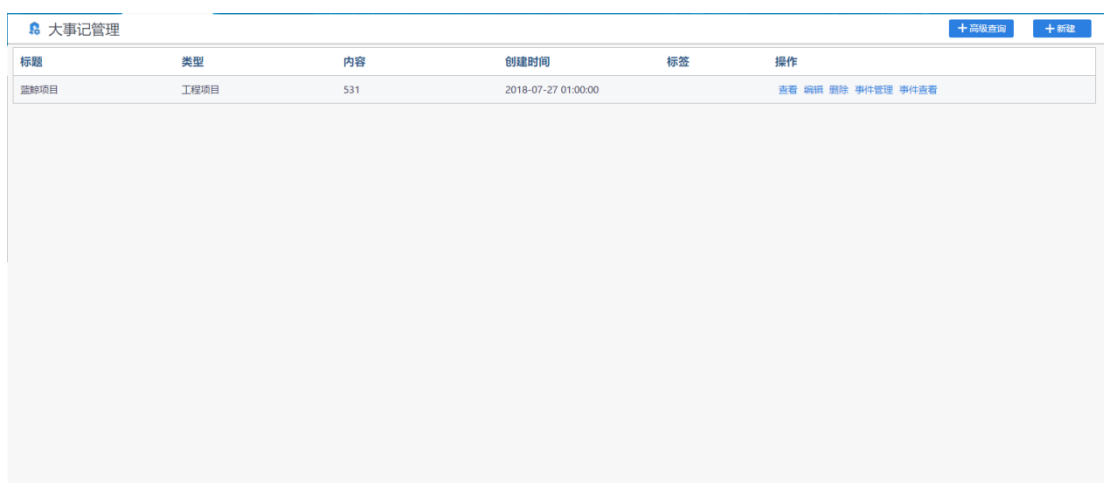 大事记管理 高级查询 新建
标题 类型 内容 创建时间 标签 操作
蓝鲸项目 工程项目 531 2018-07-27 01:00:00 查看 编辑 删除 事件管理 事件查看